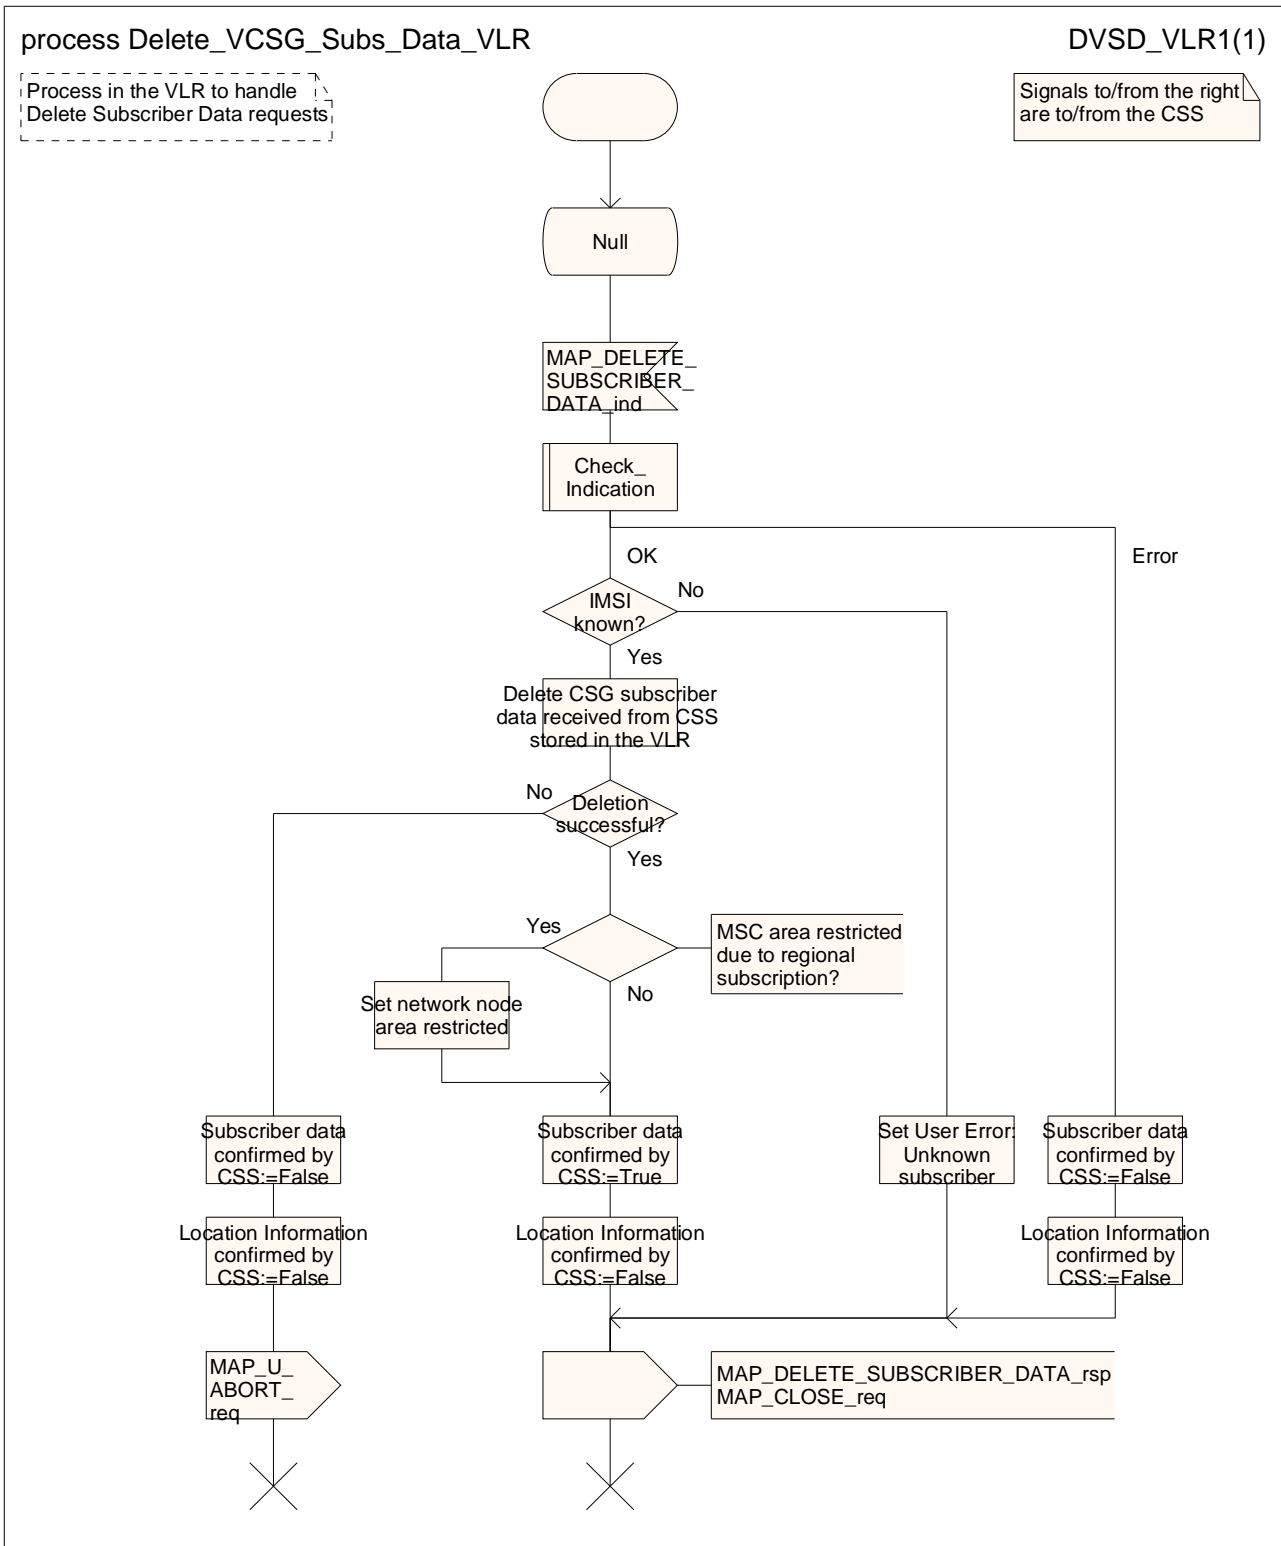 process Delete_VCSG_Subs_Data_VLR
DVSD_VLR1(1)
Process in the VLR to handle
Delete Subscriber Data requests
Signals to/from the right
are to/from the CSS
Null
MAP_DELETE_
SUBSCRIBER_
DATA_ind
Check_
Indication
OK
Error
IMSI
known?
No
Yes
Delete CSG subscriber
data received from CSS
stored in the VLR
No
Deletion
successful?
Yes
Yes
MSC area restricted
due to regional
subscription?
No
Set network node
area restricted
Subscriber data
confirmed by
CSS:=False
Subscriber data
confirmed by
CSS:=True
Set User Error:
Unknown
subscriber
Subscriber data
confirmed by
CSS:=False
Location Information
confirmed by
CSS:=False
Location Information
confirmed by
CSS:=False
Location Information
confirmed by
CSS:=False
MAP_U_
ABORT_
req
MAP_DELETE_SUBSCRIBER_DATA_rsp
MAP_CLOSE_req